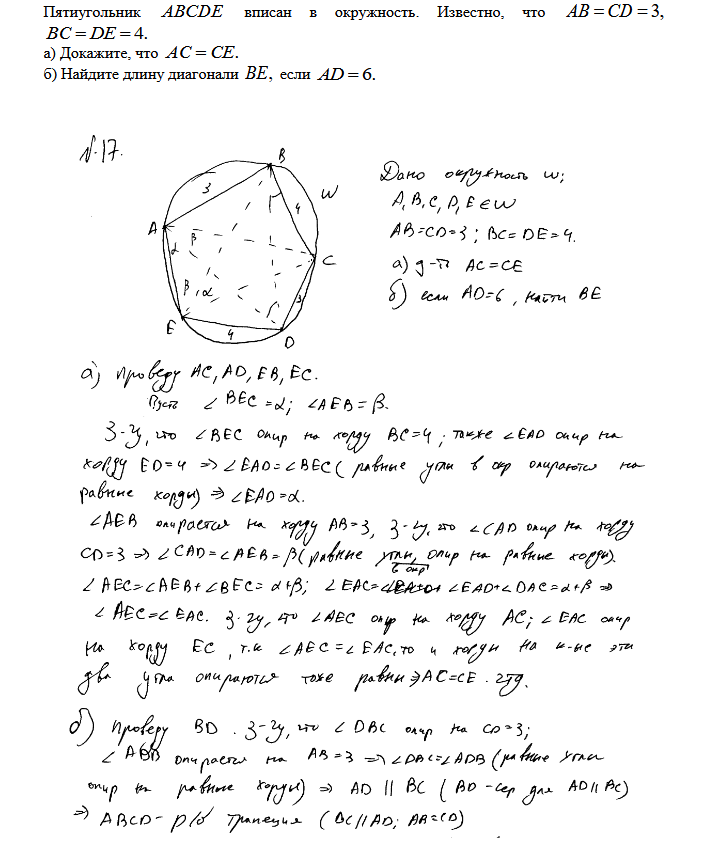 Пятиугольник ABCDE вписан в окружность. Известно, что AB = CD = 3,
BC = DE = 4.
а) Докажите, что AC = CE.
б) Найдите длину диагонали BE, если AD = 6.
N.17.
B
3
W
4
A
α
β
C
β α
3
E
4
D
Дано окружность w;
A, B, C, D, E ∈ W
AB=CD=3; BC=DE=4.
а) д-ть AC=CE
б) если AD=6, найти BE
а) Проведу AC, AD, EB, EC.
Пусть ∠BEC=α; ∠AEB=β.
З-чу, что ∠BEC опир на хорду BC=4; также ∠EAD опир на
хорду ED=4 => ∠EAD=∠BEC (равные углы в окр опираются на
равные хорды) => ∠EAD=α.
∠AEB опирается на хорду AB=3, З-чу, что ∠CAD опир на хорду
CD=3 => ∠CAD=∠AEB=β (равные углы, в окр опир на равные хорды).
∠AEC=∠AEB+∠BEC=α+β; ∠EAC=∠EAD+∠DAC=α+β =>
∠AEC=∠EAC. З-чу, что ∠AEC опир на хорду AC; ∠EAC опир
на хорду EC, т.к ∠AEC=∠EAC, то и хорды на к-ые эти
два угла опираются тоже равны => AC=CE. чтд.
б) Проведу BD. З-чу, что ∠DBC опир на CD=3;
∠ADB опирается на AB=3 => ∠DBC=∠ADB (равные углы
опир на равные хорды) => AD || BC (BD - сек для AD || BC)
=> ABCD - р/б трапеция (BC||AD; AB=CD)